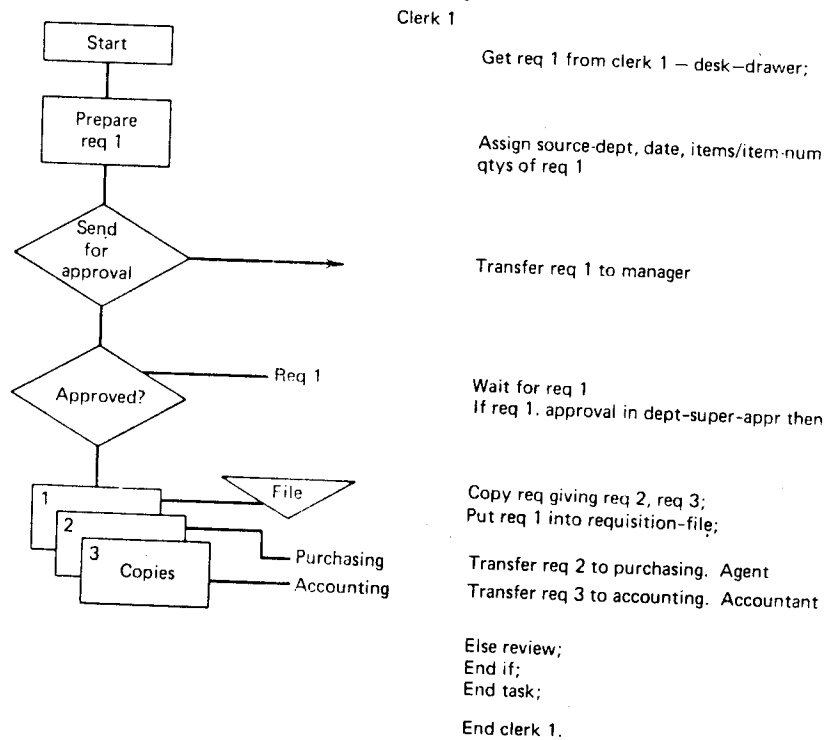 Clerk 1
Start
Get req 1 from clerk 1 – desk–drawer;
Prepare
req 1
Assign source-dept, date, items/item-num
qtys of req 1
Send
for
approval
Transfer req 1 to manager
Req 1
Approved?
Wait for req 1
If req 1. approval in dept-super-appr then
1
File
2
3
Copies
Purchasing
Accounting
Copy req giving req 2, req 3;
Put req 1 into requisition-file;
Transfer req 2 to purchasing. Agent
Transfer req 3 to accounting. Accountant
Else review;
End if;
End task;
End clerk 1.